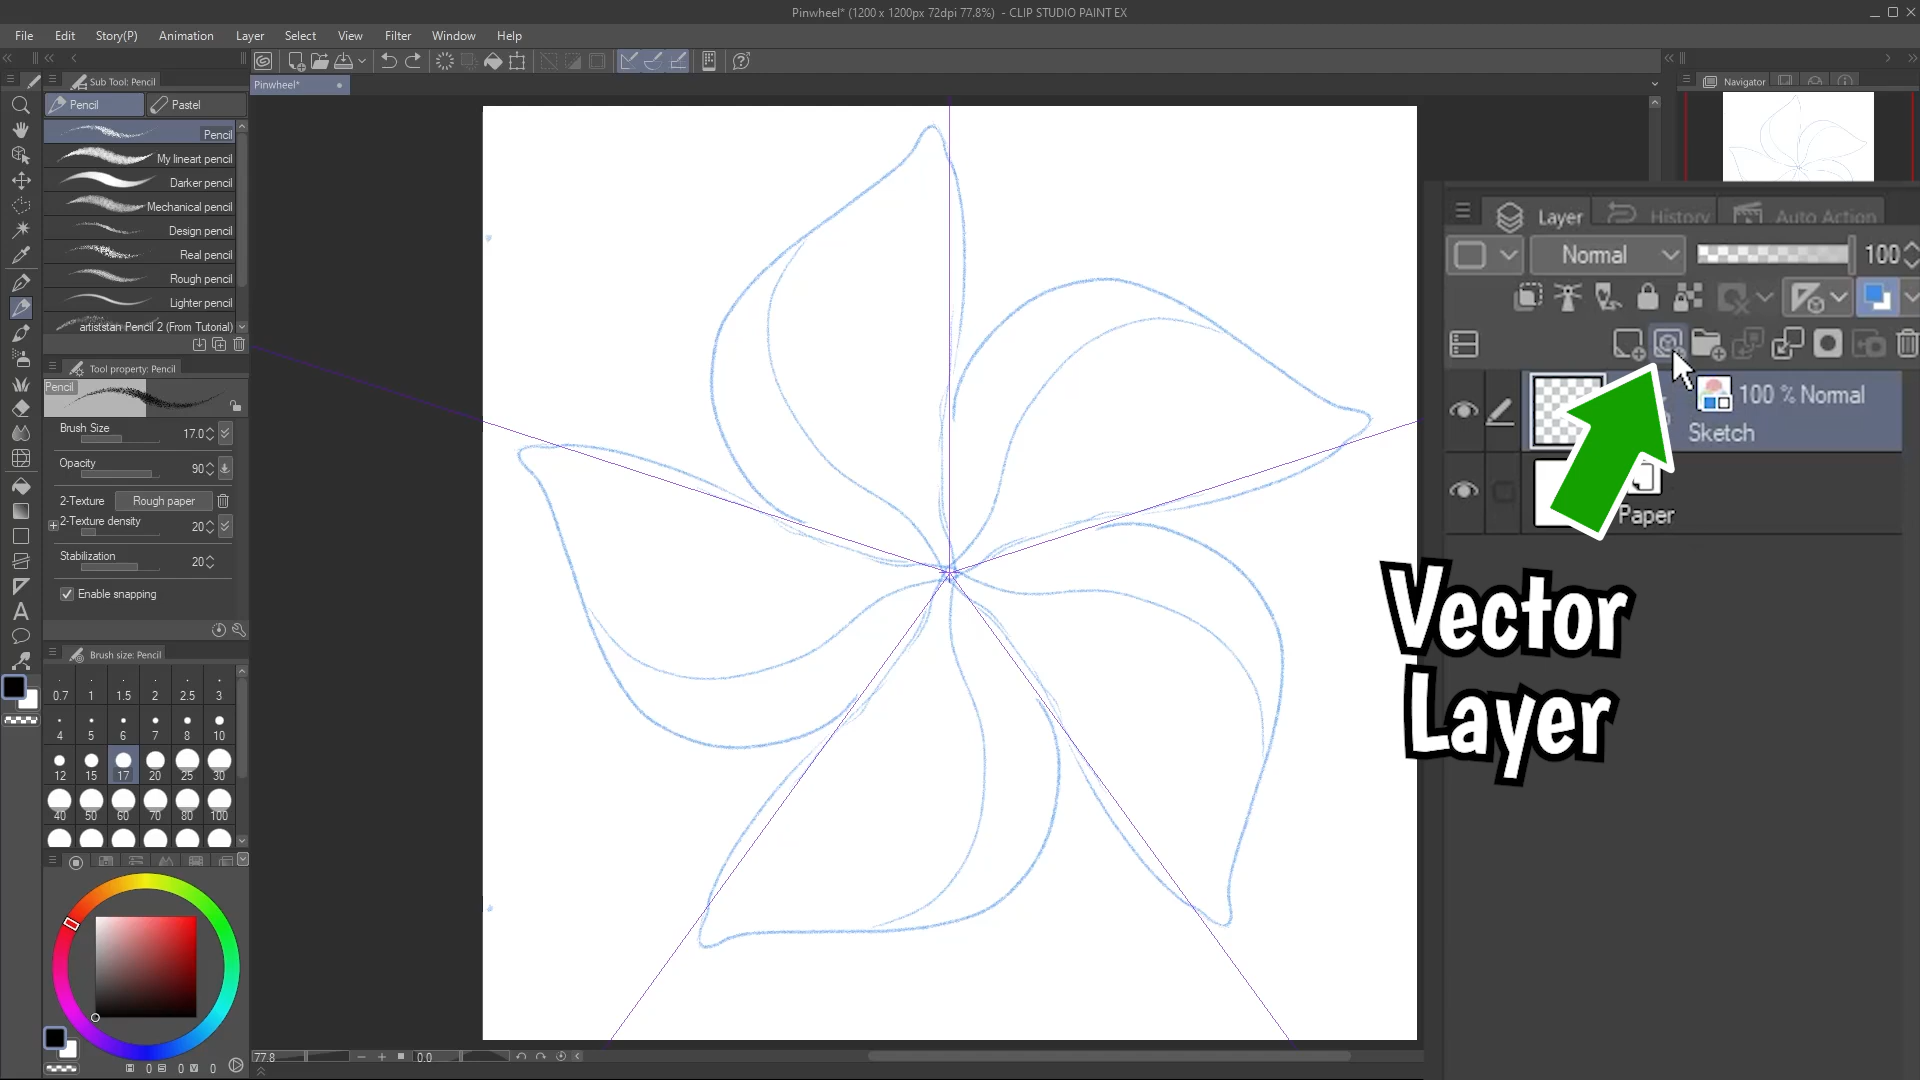 Pinwheel* (1200 x 1200px 72dpi 77.8%) - CLIP STUDIO PAINT EX
File Edit Story(P) Animation Layer Select View Filter Window Help
Sub Tool: Pencil
Pinwheel*
Navigator
Pencil Pastel
Pencil
My lineart pencil
Darker pencil
Mechanical pencil
Design pencil
Real pencil
Rough pencil
Lighter pencil
artiststan Pencil 2 (From Tutorial)
Tool property: Pencil
Pencil
Brush Size 17.0
Opacity 90
2-Texture Rough paper
2-Texture density 20
Stabilization 20
Enable snapping
Brush size: Pencil
0.7 1 1.5 2 2.5 3
4 5 6 7 8 10
12 15 17 20 25 30
40 50 60 70 80 100
0 0 0
77.8 0.0
Layer History Auto Action
Normal 100
100 % Normal
Sketch
Paper
Vector
Layer